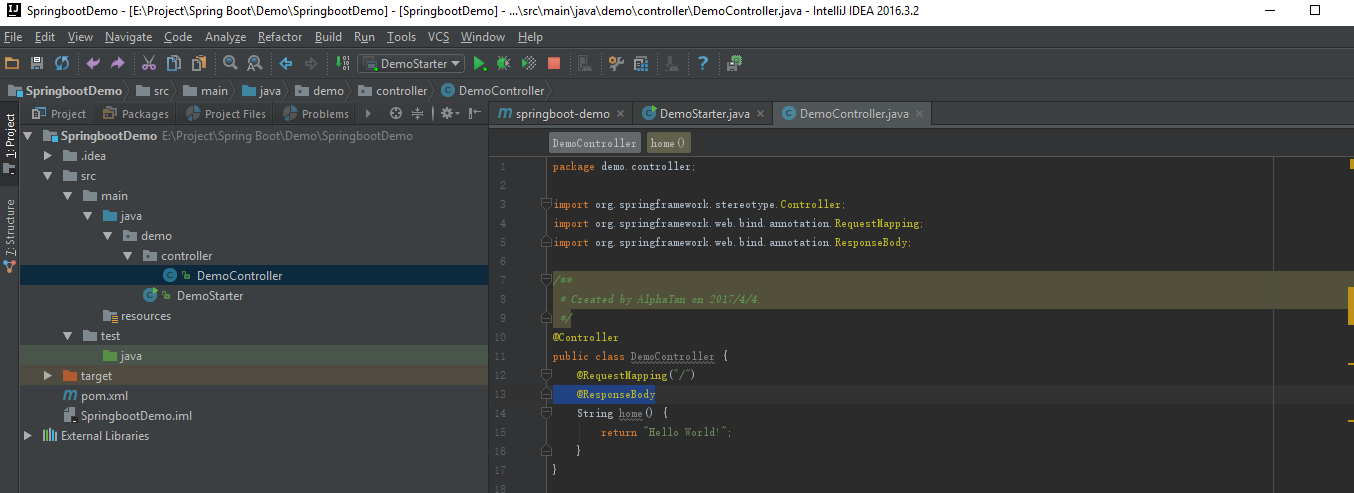 SpringbootDemo - [E:\Project\Spring Boot\Demo\SpringbootDemo] - [SpringbootDemo] - ...\src\main\java\demo\controller\DemoController.java - IntelliJ IDEA 2016.3.2
File Edit View Navigate Code Analyze Refactor Build Run Tools VCS Window Help
DemoStarter
SpringbootDemo src main java demo controller DemoController
1: Project
7: Structure
Project Packages Project Files Problems
SpringbootDemo E:\Project\Spring Boot\Demo\SpringbootDemo
.idea
src
main
java
demo
controller
DemoController
DemoStarter
resources
test
java
target
pom.xml
SpringbootDemo.iml
External Libraries
springboot-demo DemoStarter.java DemoController.java
DemoController home()
1 package demo.controller;
2
3 import org.springframework.stereotype.Controller;
4 import org.springframework.web.bind.annotation.RequestMapping;
5 import org.springframework.web.bind.annotation.ResponseBody;
6
7 /**
8 * Created by AlphaTan on 2017/4/4.
9 */
10 @Controller
11 public class DemoController {
12 @RequestMapping("/")
13 @ResponseBody
14 String home() {
15 return "Hello World!";
16 }
17 }
18